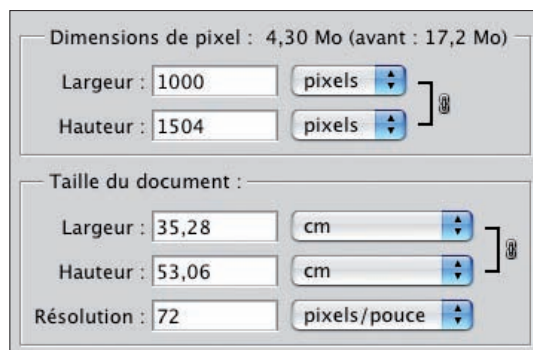 Dimensions de pixel : 4,30 Mo (avant : 17,2 Mo)
Largeur : 1000 pixels
Hauteur : 1504 pixels
Taille du document :
Largeur : 35,28 cm
Hauteur : 53,06 cm
Résolution : 72 pixels/pouce